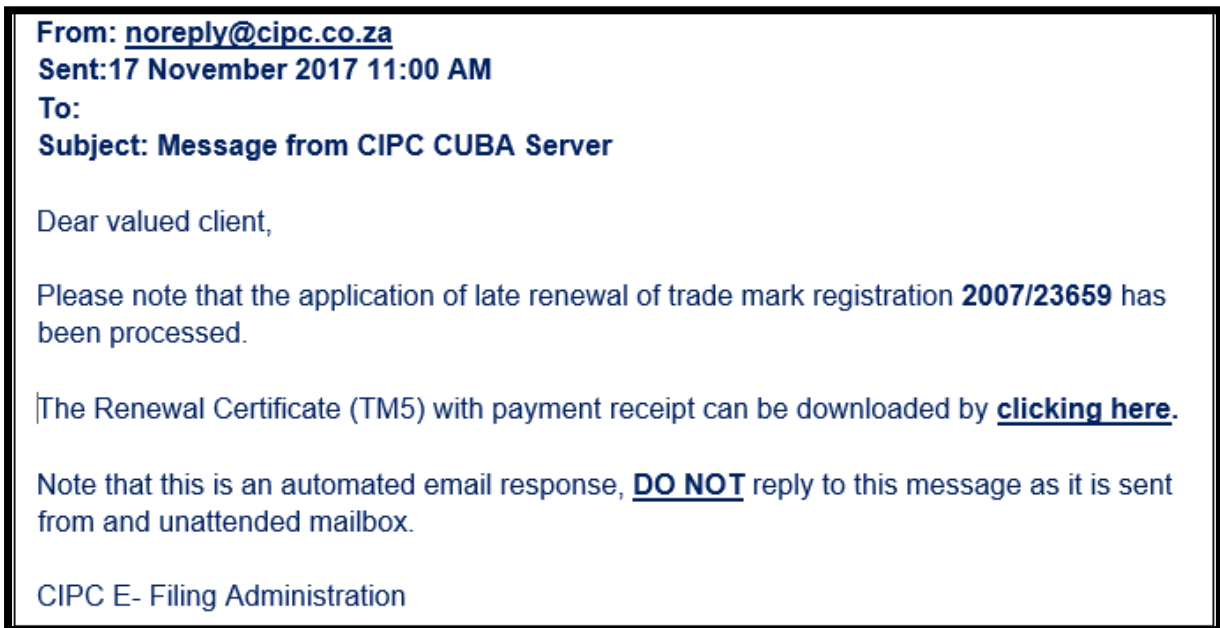 From: noreply@cipc.co.za
Sent:17 November 2017 11:00 AM
To:
Subject: Message from CIPC CUBA Server
Dear valued client,
Please note that the application of late renewal of trade mark registration 2007/23659 has
been processed.
The Renewal Certificate (TM5) with payment receipt can be downloaded by clicking here.
Note that this is an automated email response, DO NOT reply to this message as it is sent
from and unattended mailbox.
CIPC E- Filing Administration